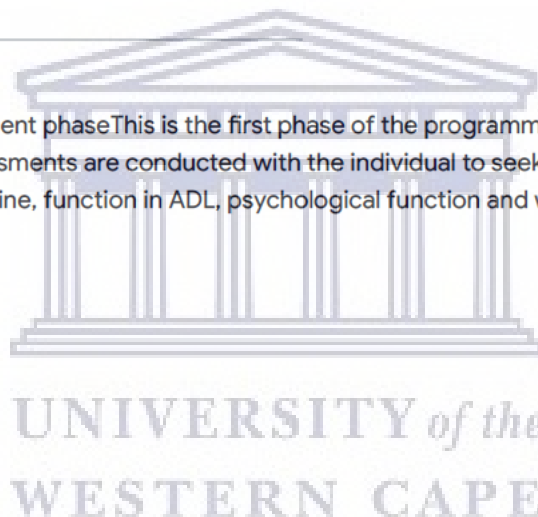 ent phaseThis is the first phase of the programm
sments are conducted with the individual to seek
ine, function in ADL, psychological function and w
UNIVERSITY of the
WESTERN CAPE